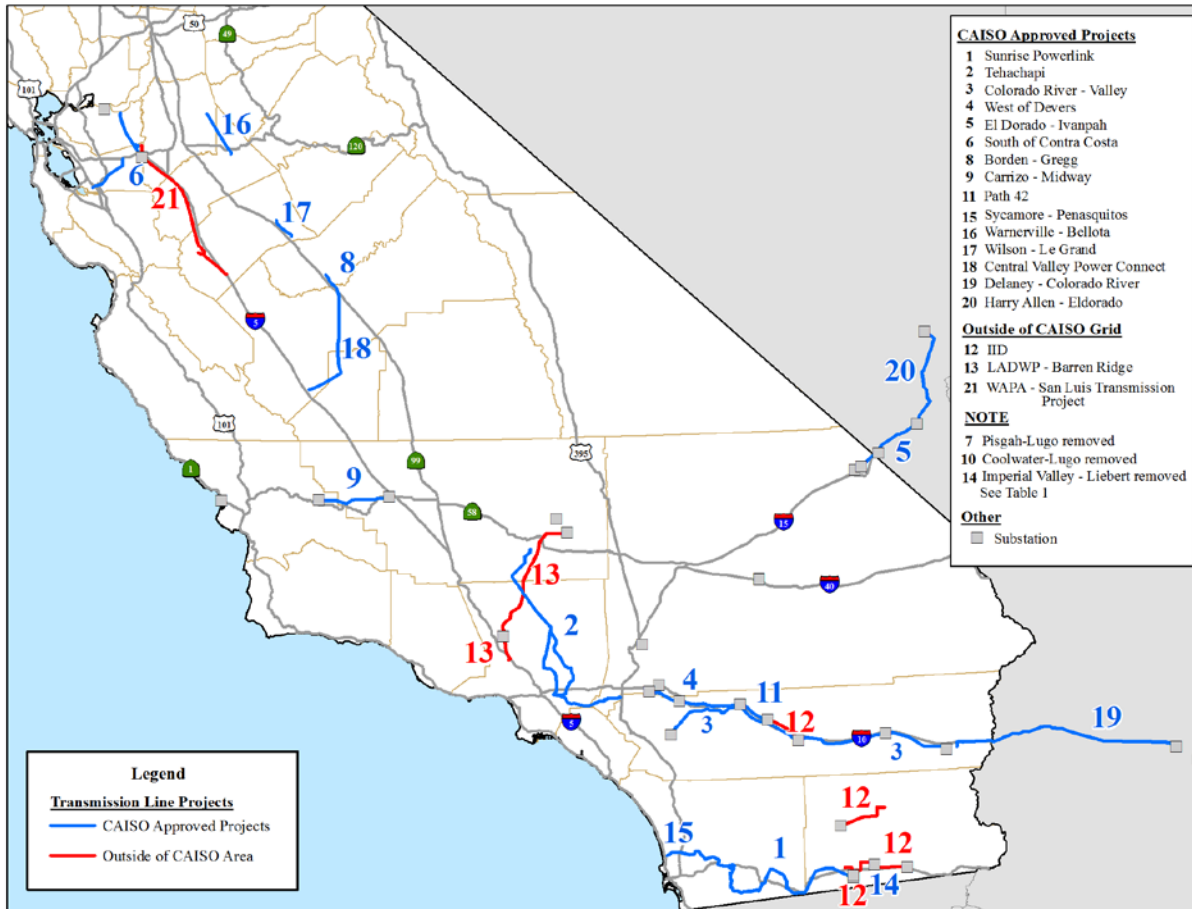 50
49
101
16
120
6
21
17
8
5
18
101
1
9
99
58
395
20
5
15
40
13
13
2
4
11
3
12
10
3
19
5
12
15
1
12
14
12
CAISO Approved Projects
1 Sunrise Powerlink
2 Tehachapi
3 Colorado River - Valley
4 West of Devers
5 El Dorado - Ivanpah
6 South of Contra Costa
8 Borden - Gregg
9 Carrizo - Midway
11 Path 42
15 Sycamore - Penasquitos
16 Warnerville - Bellota
17 Wilson - Le Grand
18 Central Valley Power Connect
19 Delaney - Colorado River
20 Harry Allen - Eldorado
Outside of CAISO Grid
12 IID
13 LADWP - Barren Ridge
21 WAPA - San Luis Transmission
Project
NOTE
7 Pisgah-Lugo removed
10 Coolwater-Lugo removed
14 Imperial Valley - Liebert removed
See Table 1
Other
Substation
Legend
Transmission Line Projects
CAISO Approved Projects
Outside of CAISO Area